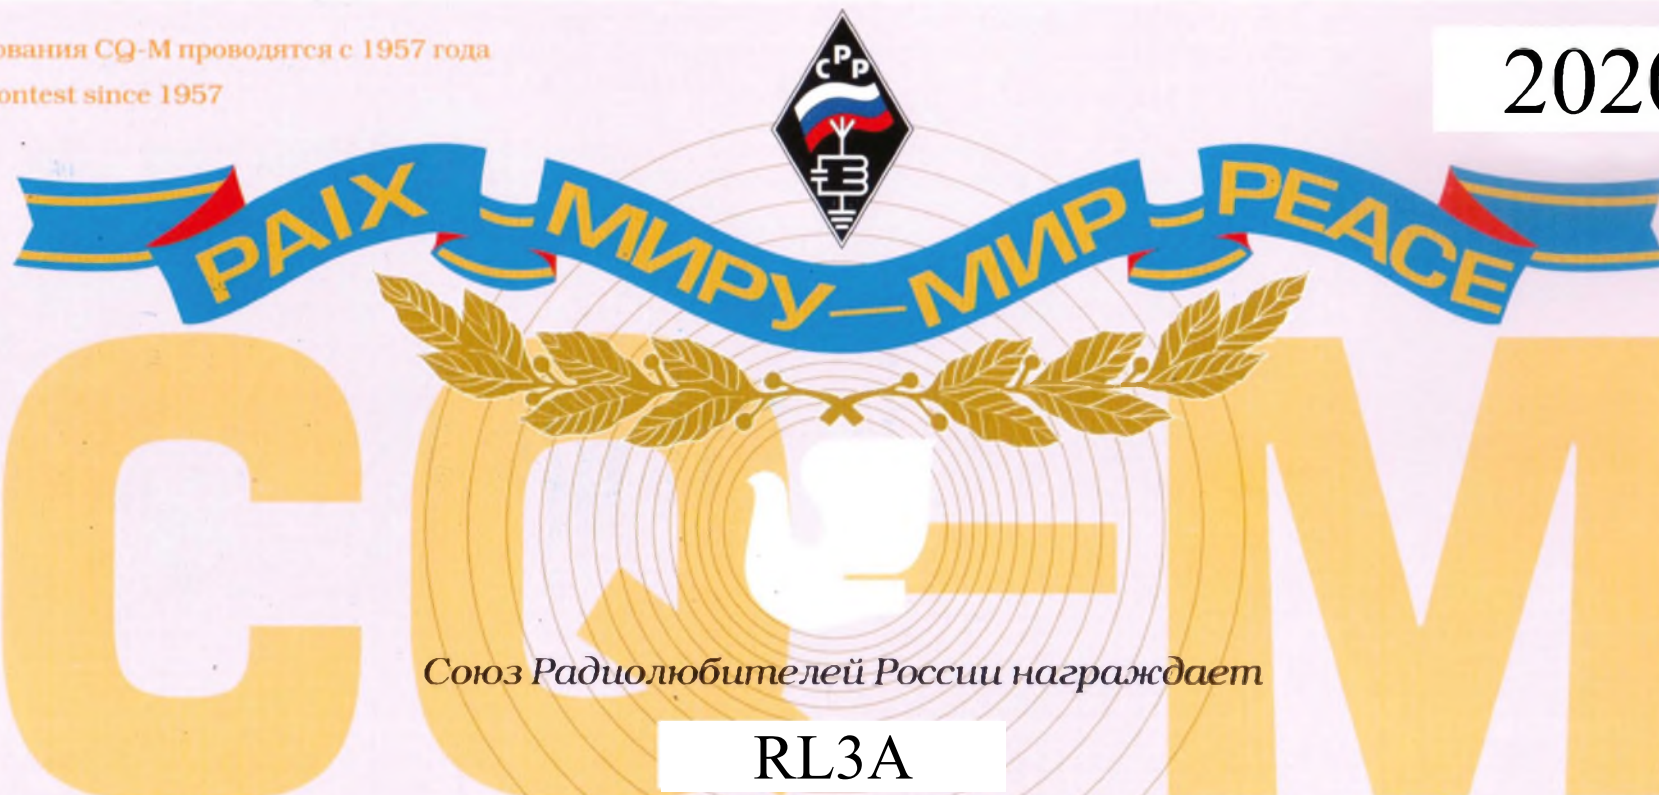 ования CQ-M проводятся с 1957 года
ontest since 1957
2020
СРР
PAIX МИРУ—МИР PEACE
CQ-M
Союз Радиолюбителей России награждает
RL3A